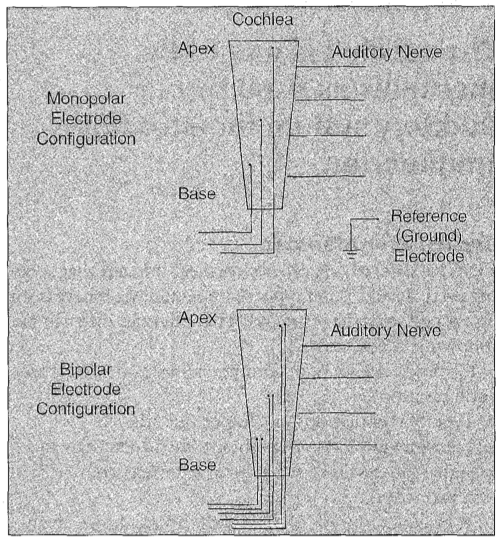 Cochlea
Apex
Auditory Nerve
Monopolar
Electrode
Configuration
Base
Reference
(Ground)
Electrode
Apex
Auditory Nerve
Bipolar
Electrode
Configuration
Base